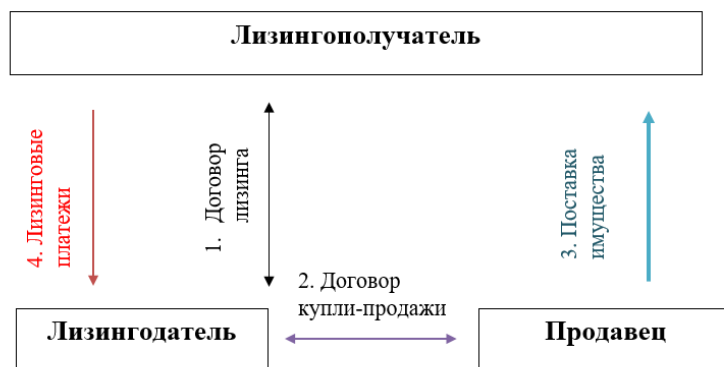 Лизингополучатель
4. Лизинговые
платежи
1. Договор
лизинга
3. Поставка
имущества
2. Договор
купли-продажи
Лизингодатель
Продавец